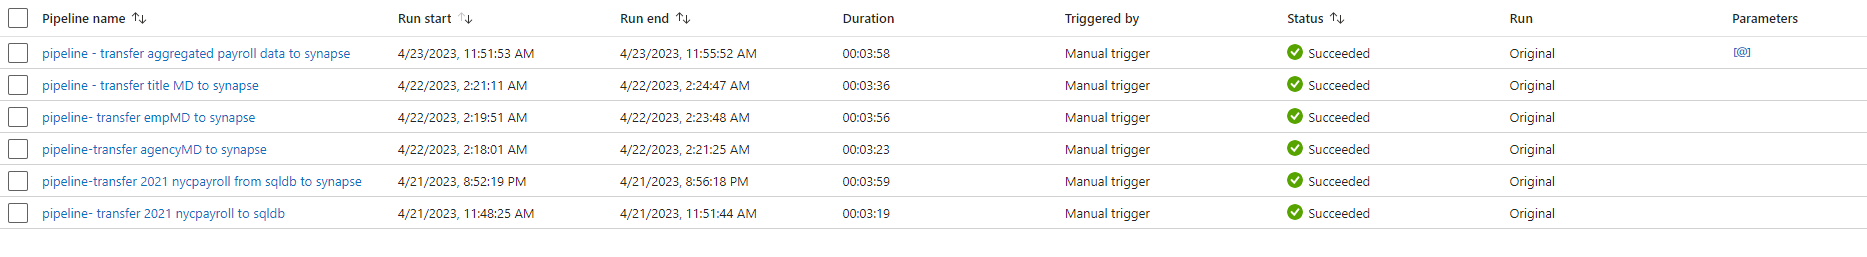 Pipeline name Run start Run end Duration Triggered by Status Run Parameters
pipeline - transfer aggregated payroll data to synapse 4/23/2023, 11:51:53 AM 4/23/2023, 11:55:52 AM 00:03:58 Manual trigger Succeeded Original [@]
pipeline - transfer title MD to synapse 4/22/2023, 2:21:11 AM 4/22/2023, 2:24:47 AM 00:03:36 Manual trigger Succeeded Original
pipeline- transfer empMD to synapse 4/22/2023, 2:19:51 AM 4/22/2023, 2:23:48 AM 00:03:56 Manual trigger Succeeded Original
pipeline-transfer agencyMD to synapse 4/22/2023, 2:18:01 AM 4/22/2023, 2:21:25 AM 00:03:23 Manual trigger Succeeded Original
pipeline-transfer 2021 nycpayroll from sqldb to synapse 4/21/2023, 8:52:19 PM 4/21/2023, 8:56:18 PM 00:03:59 Manual trigger Succeeded Original
pipeline- transfer 2021 nycpayroll to sqldb 4/21/2023, 11:48:25 AM 4/21/2023, 11:51:44 AM 00:03:19 Manual trigger Succeeded Original